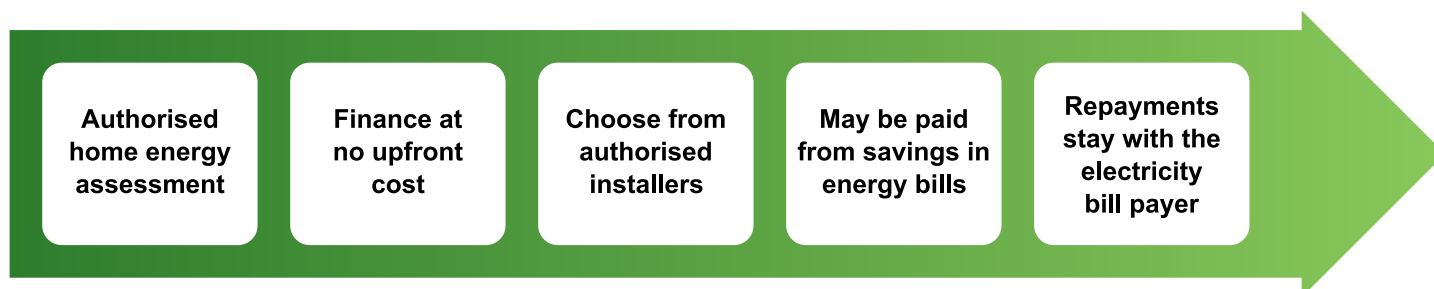 Authorised
home energy
assessment
Finance at
no upfront
cost
Choose from
authorised
installers
May be paid
from savings in
energy bills
Repayments
stay with the
electricity
bill payer